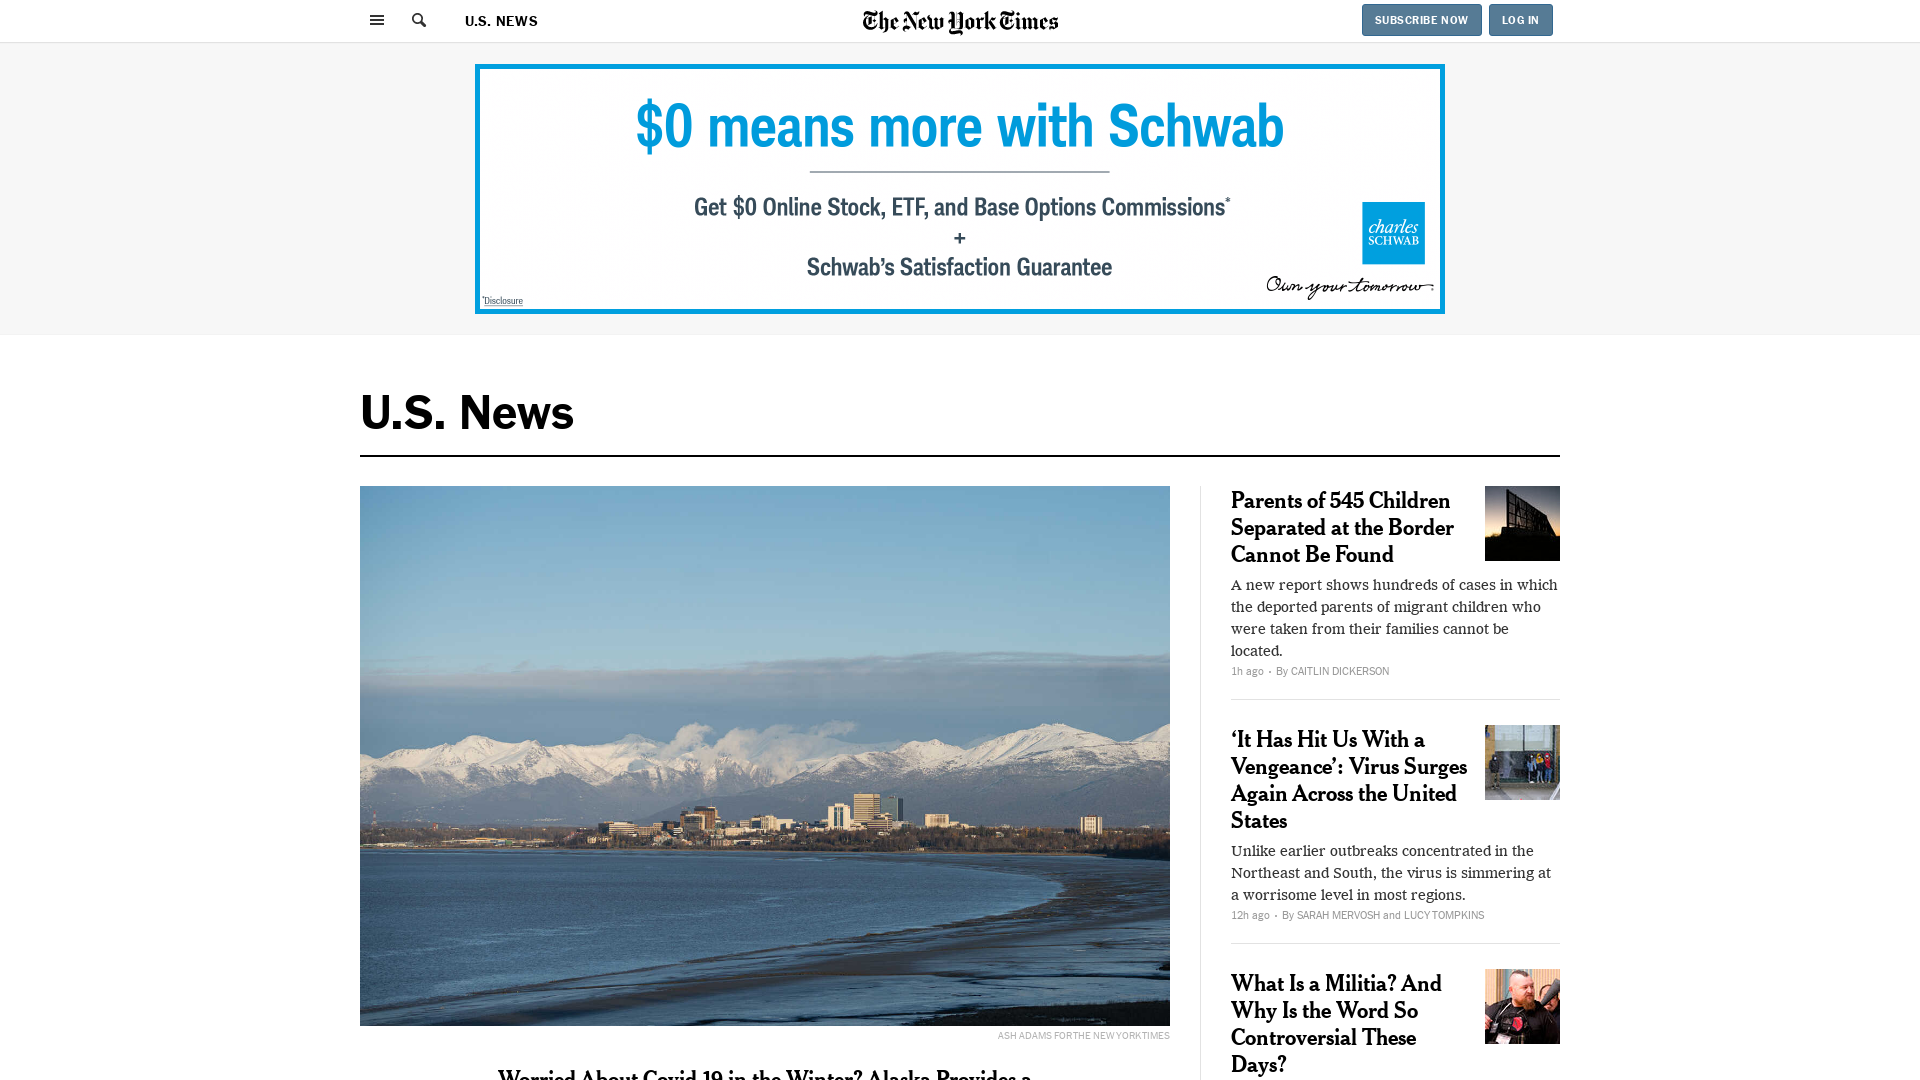 U.S. NEWS
The New York Times
SUBSCRIBE NOW
LOG IN
$0 means more with Schwab
Get $0 Online Stock, ETF, and Base Options Commissions*
+
Schwab's Satisfaction Guarantee
charles
SCHWAB
Own your tomorrow.
*Disclosure
U.S. News
ASH ADAMS FOR THE NEW YORK TIMES
Worried About Covid-19 in the Winter? Alaska Provides a
Parents of 545 Children
Separated at the Border
Cannot Be Found
A new report shows hundreds of cases in which
the deported parents of migrant children who
were taken from their families cannot be
located.
1h ago · By CAITLIN DICKERSON
‘It Has Hit Us With a
Vengeance’: Virus Surges
Again Across the United
States
Unlike earlier outbreaks concentrated in the
Northeast and South, the virus is simmering at
a worrisome level in most regions.
12h ago · By SARAH MERVOSH and LUCY TOMPKINS
What Is a Militia? And
Why Is the Word So
Controversial These
Days?